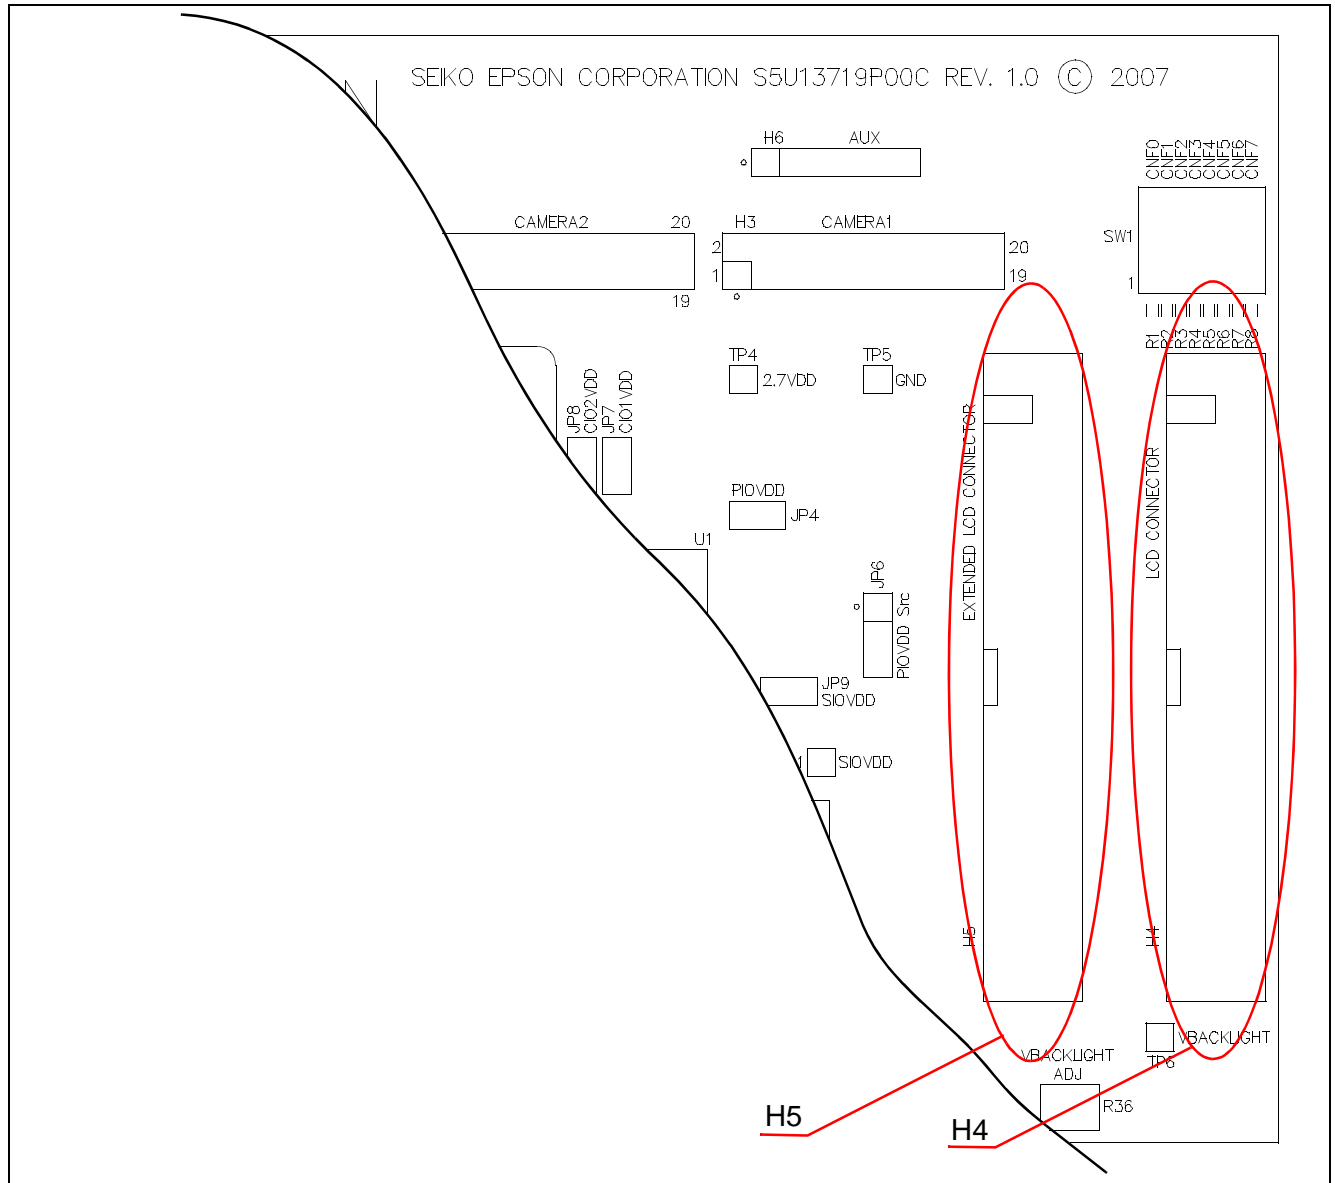 SEIKO EPSON CORPORATION S5U13719P00C REV. 1.0 © 2007
H6 AUX
CNF0
CNF1
CNF2
CNF3
CNF4
CNF5
CNF6
CNF7
CAMERA2 20
19
H3 CAMERA1
2 20
1 19
SW1
1
R1
R2
R3
R4
R5
R6
R7
R8
TP4
2.7VDD
TP5
GND
JP8
CIO2VDD
JP7
CIO1VDD
PIOVDD
JP4
U1
JP6
PIOVDD Src
JP9
SIOVDD
1 SIOVDD
EXTENDED LCD CONNECTOR
H5
LCD CONNECTOR
H4
VBACKLIGHT
TP6
VBACKLIGHT
ADJ
R36
H5
H4